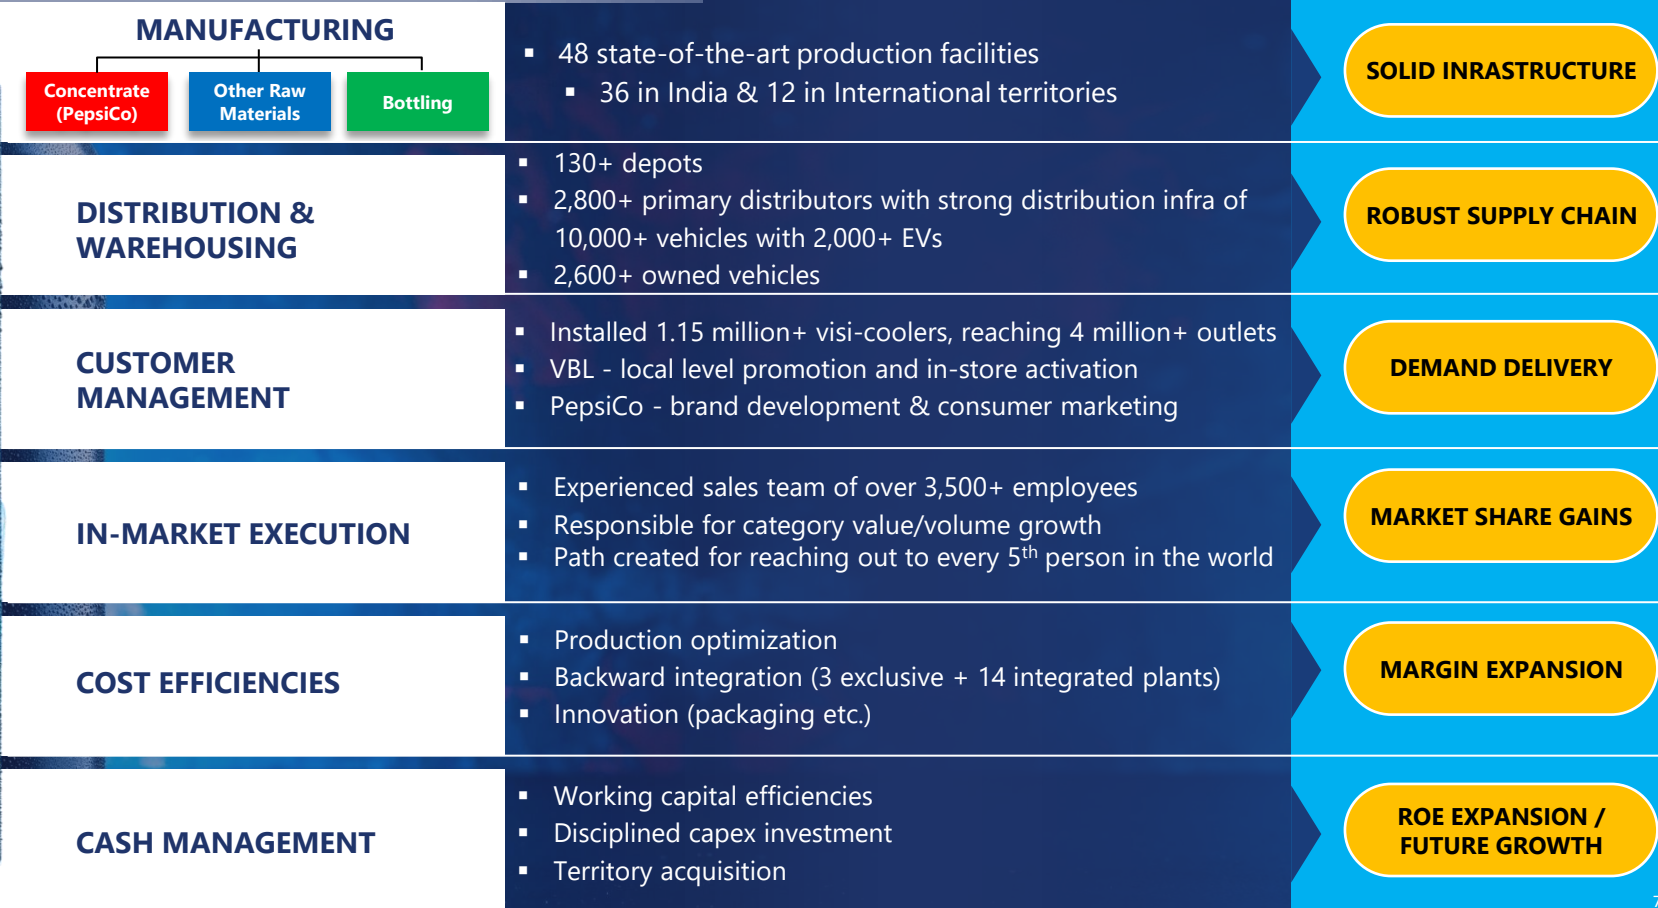 MANUFACTURING
Concentrate
(PepsiCo)
Other Raw
Materials
Bottling
▪ 48 state-of-the-art production facilities
▪ 36 in India & 12 in International territories
SOLID INRASTRUCTURE
DISTRIBUTION &
WAREHOUSING
▪ 130+ depots
▪ 2,800+ primary distributors with strong distribution infra of
10,000+ vehicles with 2,000+ EVs
▪ 2,600+ owned vehicles
ROBUST SUPPLY CHAIN
CUSTOMER
MANAGEMENT
▪ Installed 1.15 million+ visi-coolers, reaching 4 million+ outlets
▪ VBL - local level promotion and in-store activation
▪ PepsiCo - brand development & consumer marketing
DEMAND DELIVERY
IN-MARKET EXECUTION
▪ Experienced sales team of over 3,500+ employees
▪ Responsible for category value/volume growth
▪ Path created for reaching out to every 5th person in the world
MARKET SHARE GAINS
COST EFFICIENCIES
▪ Production optimization
▪ Backward integration (3 exclusive + 14 integrated plants)
▪ Innovation (packaging etc.)
MARGIN EXPANSION
CASH MANAGEMENT
▪ Working capital efficiencies
▪ Disciplined capex investment
▪ Territory acquisition
ROE EXPANSION /
FUTURE GROWTH
7